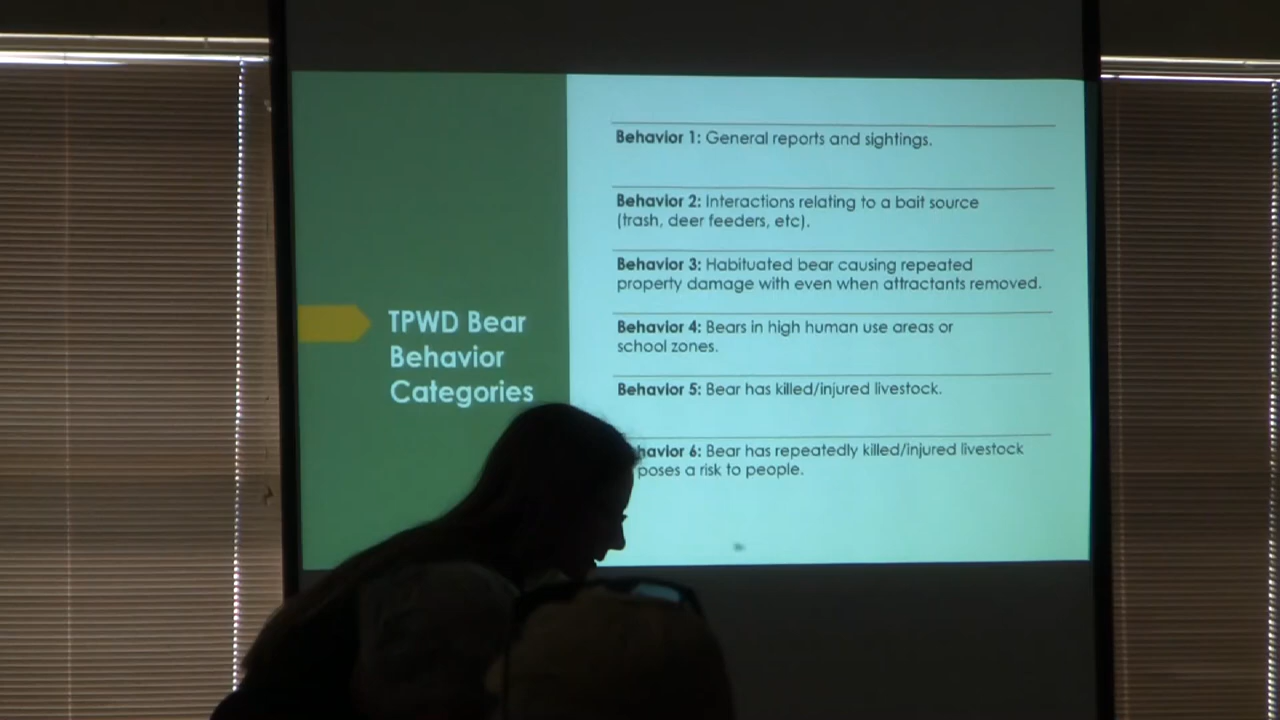 TPWD Bear
Behavior
Categories
Behavior 1: General reports and sightings.
Behavior 2: Interactions relating to a bait source
(trash, deer feeders, etc).
Behavior 3: Habituated bear causing repeated
property damage with even when attractants removed.
Behavior 4: Bears in high human use areas or
school zones.
Behavior 5: Bear has killed/injured livestock.
havior 6: Bear has repeatedly killed/injured livestock
poses a risk to people.